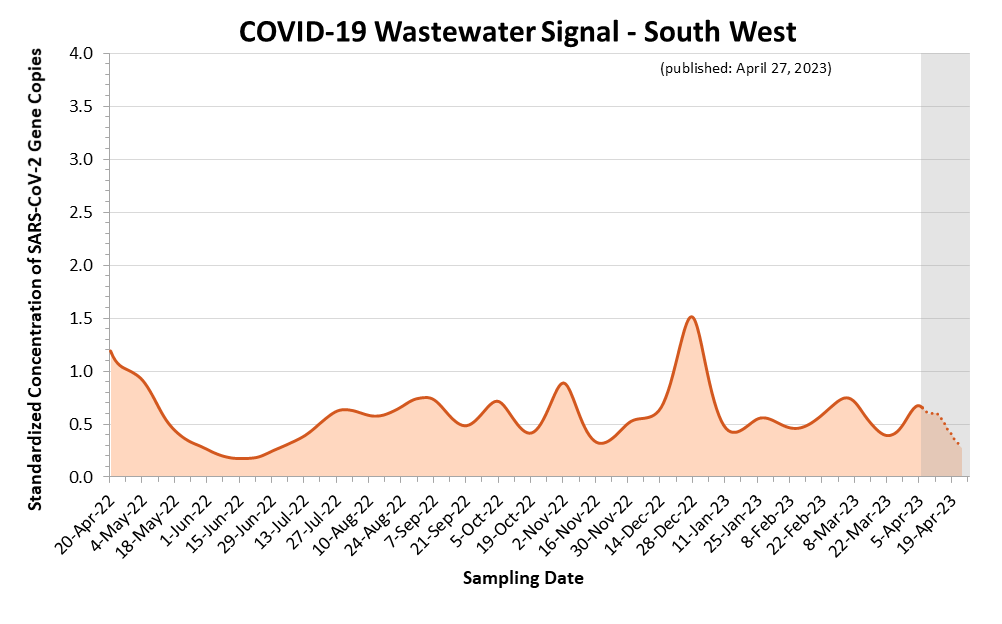 COVID-19 Wastewater Signal - South West
(published: April 27, 2023)
Standardized Concentration of SARS-CoV-2 Gene Copies
4.0
3.5
3.0
2.5
2.0
1.5
1.0
0.5
0.0
20-Apr-22
4-May-22
18-May-22
1-Jun-22
15-Jun-22
29-Jun-22
13-Jul-22
27-Jul-22
10-Aug-22
24-Aug-22
7-Sep-22
21-Sep-22
5-Oct-22
19-Oct-22
2-Nov-22
16-Nov-22
30-Nov-22
14-Dec-22
28-Dec-22
11-Jan-23
25-Jan-23
8-Feb-23
22-Feb-23
8-Mar-23
22-Mar-23
5-Apr-23
19-Apr-23
Sampling Date